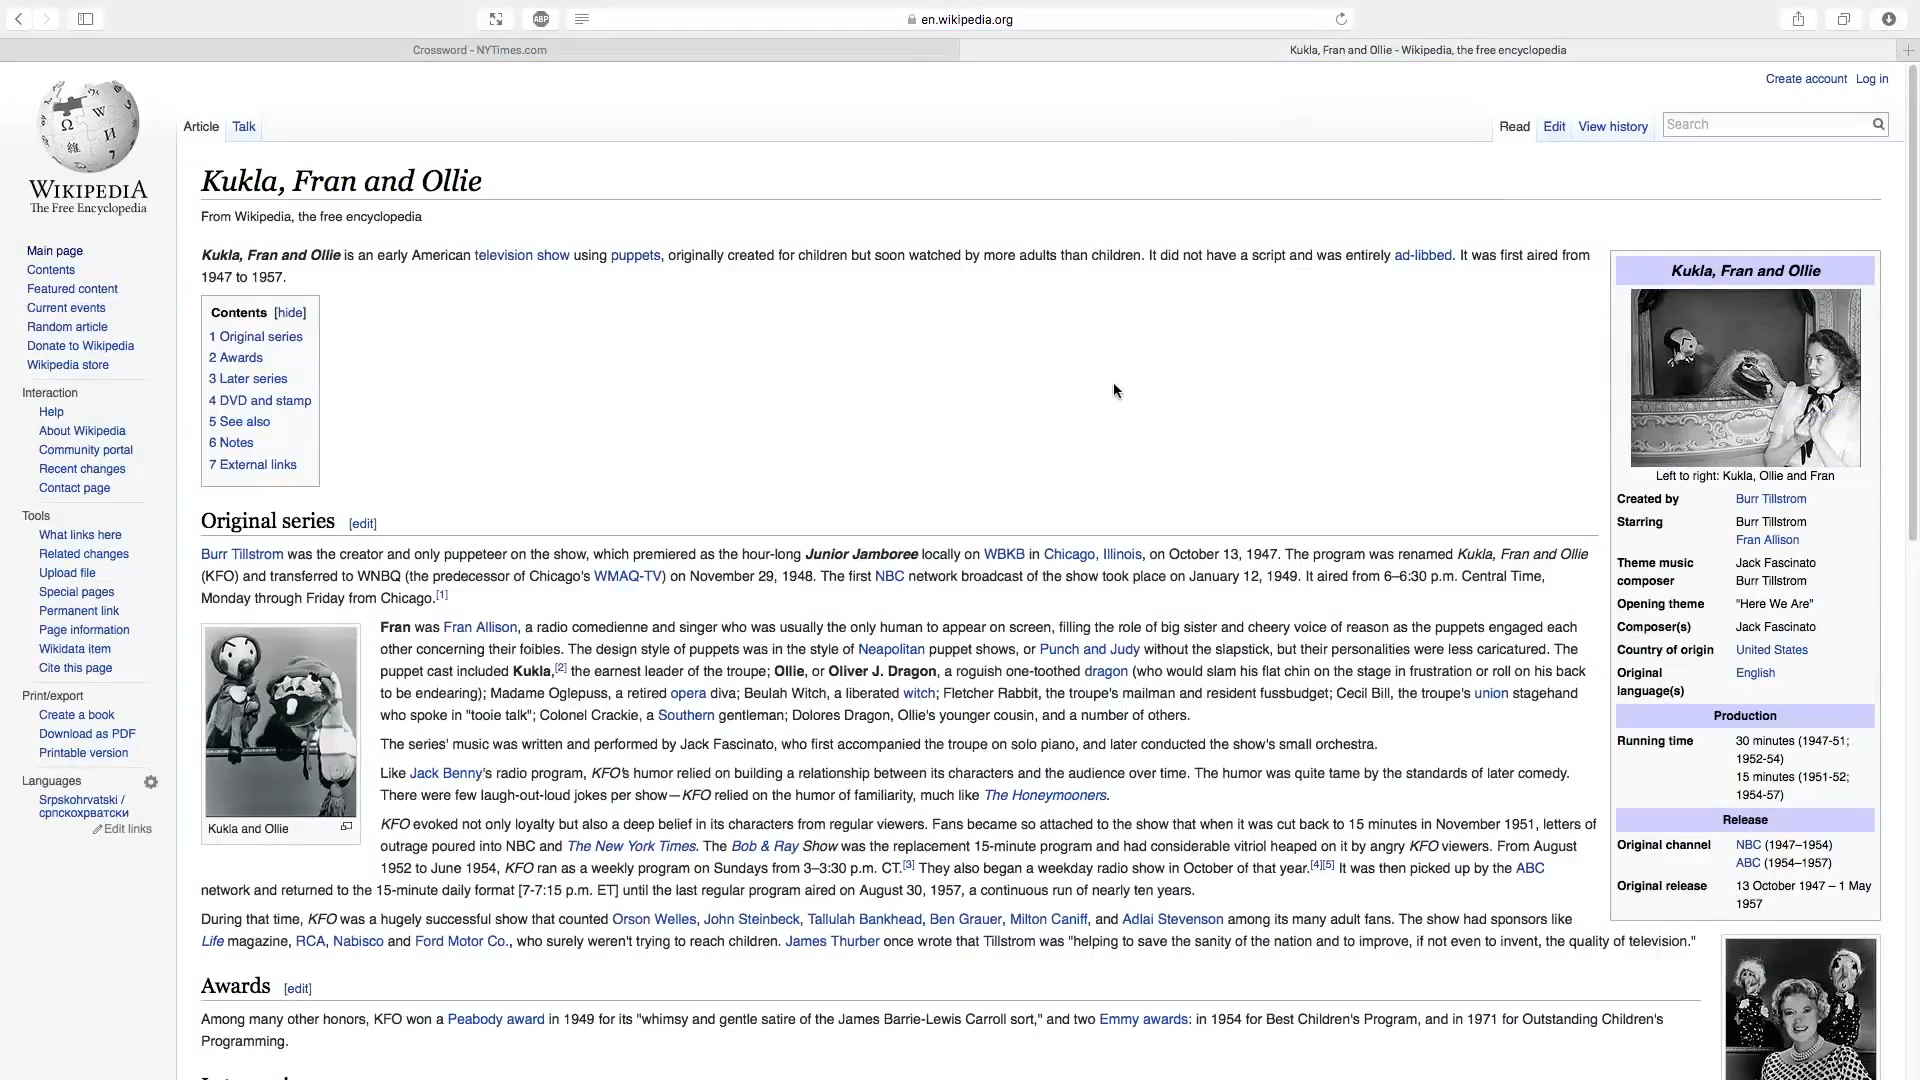 en.wikipedia.org
Crossword - NYTimes.com
Kukla, Fran and Ollie - Wikipedia, the free encyclopedia
ABP
Create account Log in
WIKIPEDIA
The Free Encyclopedia
Article Talk
Read Edit View history Search
Kukla, Fran and Ollie
From Wikipedia, the free encyclopedia
Main page
Contents
Featured content
Current events
Random article
Donate to Wikipedia
Wikipedia store
Interaction
Help
About Wikipedia
Community portal
Recent changes
Contact page
Tools
What links here
Related changes
Upload file
Special pages
Permanent link
Page information
Wikidata item
Cite this page
Print/export
Create a book
Download as PDF
Printable version
Languages
Srpskohrvatski /
српскохрватски
Edit links
Kukla, Fran and Ollie is an early American television show using puppets, originally created for children but soon watched by more adults than children. It did not have a script and was entirely ad-libbed. It was first aired from
1947 to 1957.
Contents [hide]
1 Original series
2 Awards
3 Later series
4 DVD and stamp
5 See also
6 Notes
7 External links
Original series [edit]
Burr Tillstrom was the creator and only puppeteer on the show, which premiered as the hour-long Junior Jamboree locally on WBKB in Chicago, Illinois, on October 13, 1947. The program was renamed Kukla, Fran and Ollie
(KFO) and transferred to WNBQ (the predecessor of Chicago's WMAQ-TV) on November 29, 1948. The first NBC network broadcast of the show took place on January 12, 1949. It aired from 6–6:30 p.m. Central Time,
Monday through Friday from Chicago.[1]
Kukla and Ollie
Fran was Fran Allison, a radio comedienne and singer who was usually the only human to appear on screen, filling the role of big sister and cheery voice of reason as the puppets engaged each
other concerning their foibles. The design style of puppets was in the style of Neapolitan puppet shows, or Punch and Judy without the slapstick, but their personalities were less caricatured. The
puppet cast included Kukla,[2] the earnest leader of the troupe; Ollie, or Oliver J. Dragon, a roguish one-toothed dragon (who would slam his flat chin on the stage in frustration or roll on his back
to be endearing); Madame Oglepuss, a retired opera diva; Beulah Witch, a liberated witch; Fletcher Rabbit, the troupe's mailman and resident fussbudget; Cecil Bill, the troupe's union stagehand
who spoke in "tooie talk"; Colonel Crackie, a Southern gentleman; Dolores Dragon, Ollie's younger cousin, and a number of others.
The series' music was written and performed by Jack Fascinato, who first accompanied the troupe on solo piano, and later conducted the show's small orchestra.
Like Jack Benny's radio program, KFO's humor relied on building a relationship between its characters and the audience over time. The humor was quite tame by the standards of later comedy.
There were few laugh-out-loud jokes per show—KFO relied on the humor of familiarity, much like The Honeymooners.
KFO evoked not only loyalty but also a deep belief in its characters from regular viewers. Fans became so attached to the show that when it was cut back to 15 minutes in November 1951, letters of
outrage poured into NBC and The New York Times. The Bob & Ray Show was the replacement 15-minute program and had considerable vitriol heaped on it by angry KFO viewers. From August
1952 to June 1954, KFO ran as a weekly program on Sundays from 3–3:30 p.m. CT.[3] They also began a weekday radio show in October of that year.[4][5] It was then picked up by the ABC
network and returned to the 15-minute daily format [7-7:15 p.m. ET] until the last regular program aired on August 30, 1957, a continuous run of nearly ten years.
During that time, KFO was a hugely successful show that counted Orson Welles, John Steinbeck, Tallulah Bankhead, Ben Grauer, Milton Caniff, and Adlai Stevenson among its many adult fans. The show had sponsors like
Life magazine, RCA, Nabisco and Ford Motor Co., who surely weren't trying to reach children. James Thurber once wrote that Tillstrom was "helping to save the sanity of the nation and to improve, if not even to invent, the quality of television."
Awards [edit]
Among many other honors, KFO won a Peabody award in 1949 for its "whimsy and gentle satire of the James Barrie-Lewis Carroll sort," and two Emmy awards: in 1954 for Best Children's Program, and in 1971 for Outstanding Children's
Programming.
Kukla, Fran and Ollie
Left to right: Kukla, Ollie and Fran
Created by Burr Tillstrom
Starring Burr Tillstrom
Fran Allison
Theme music Jack Fascinato
composer Burr Tillstrom
Opening theme "Here We Are"
Composer(s) Jack Fascinato
Country of origin United States
Original English
language(s)
Production
Running time 30 minutes (1947-51;
1952-54)
15 minutes (1951-52;
1954-57)
Release
Original channel NBC (1947–1954)
ABC (1954–1957)
Original release 13 October 1947 – 1 May
1957